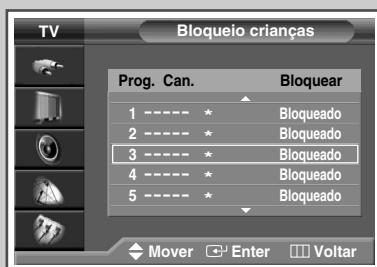 TV Bloqueio crianças
Prog. Can. Bloquear
1 ----- * Bloqueado
2 ----- * Bloqueado
3 ----- * Bloqueado
4 ----- * Bloqueado
5 ----- * Bloqueado
Mover Enter Voltar